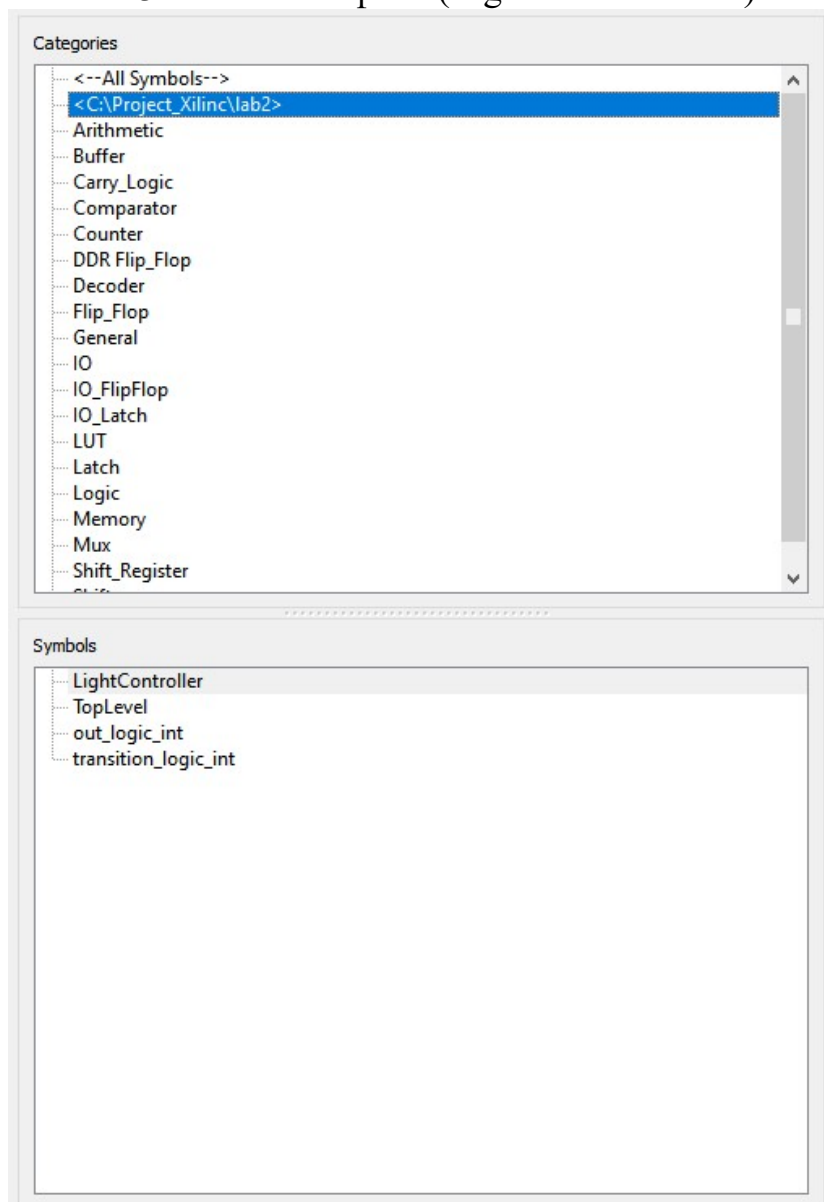 Categories
<--All Symbols-->
<C:\Project_Xilinc\lab2>
Arithmetic
Buffer
Carry_Logic
Comparator
Counter
DDR Flip_Flop
Decoder
Flip_Flop
General
IO
IO_FlipFlop
IO_Latch
LUT
Latch
Logic
Memory
Mux
Shift_Register
Symbols
LightController
TopLevel
out_logic_int
transition_logic_int